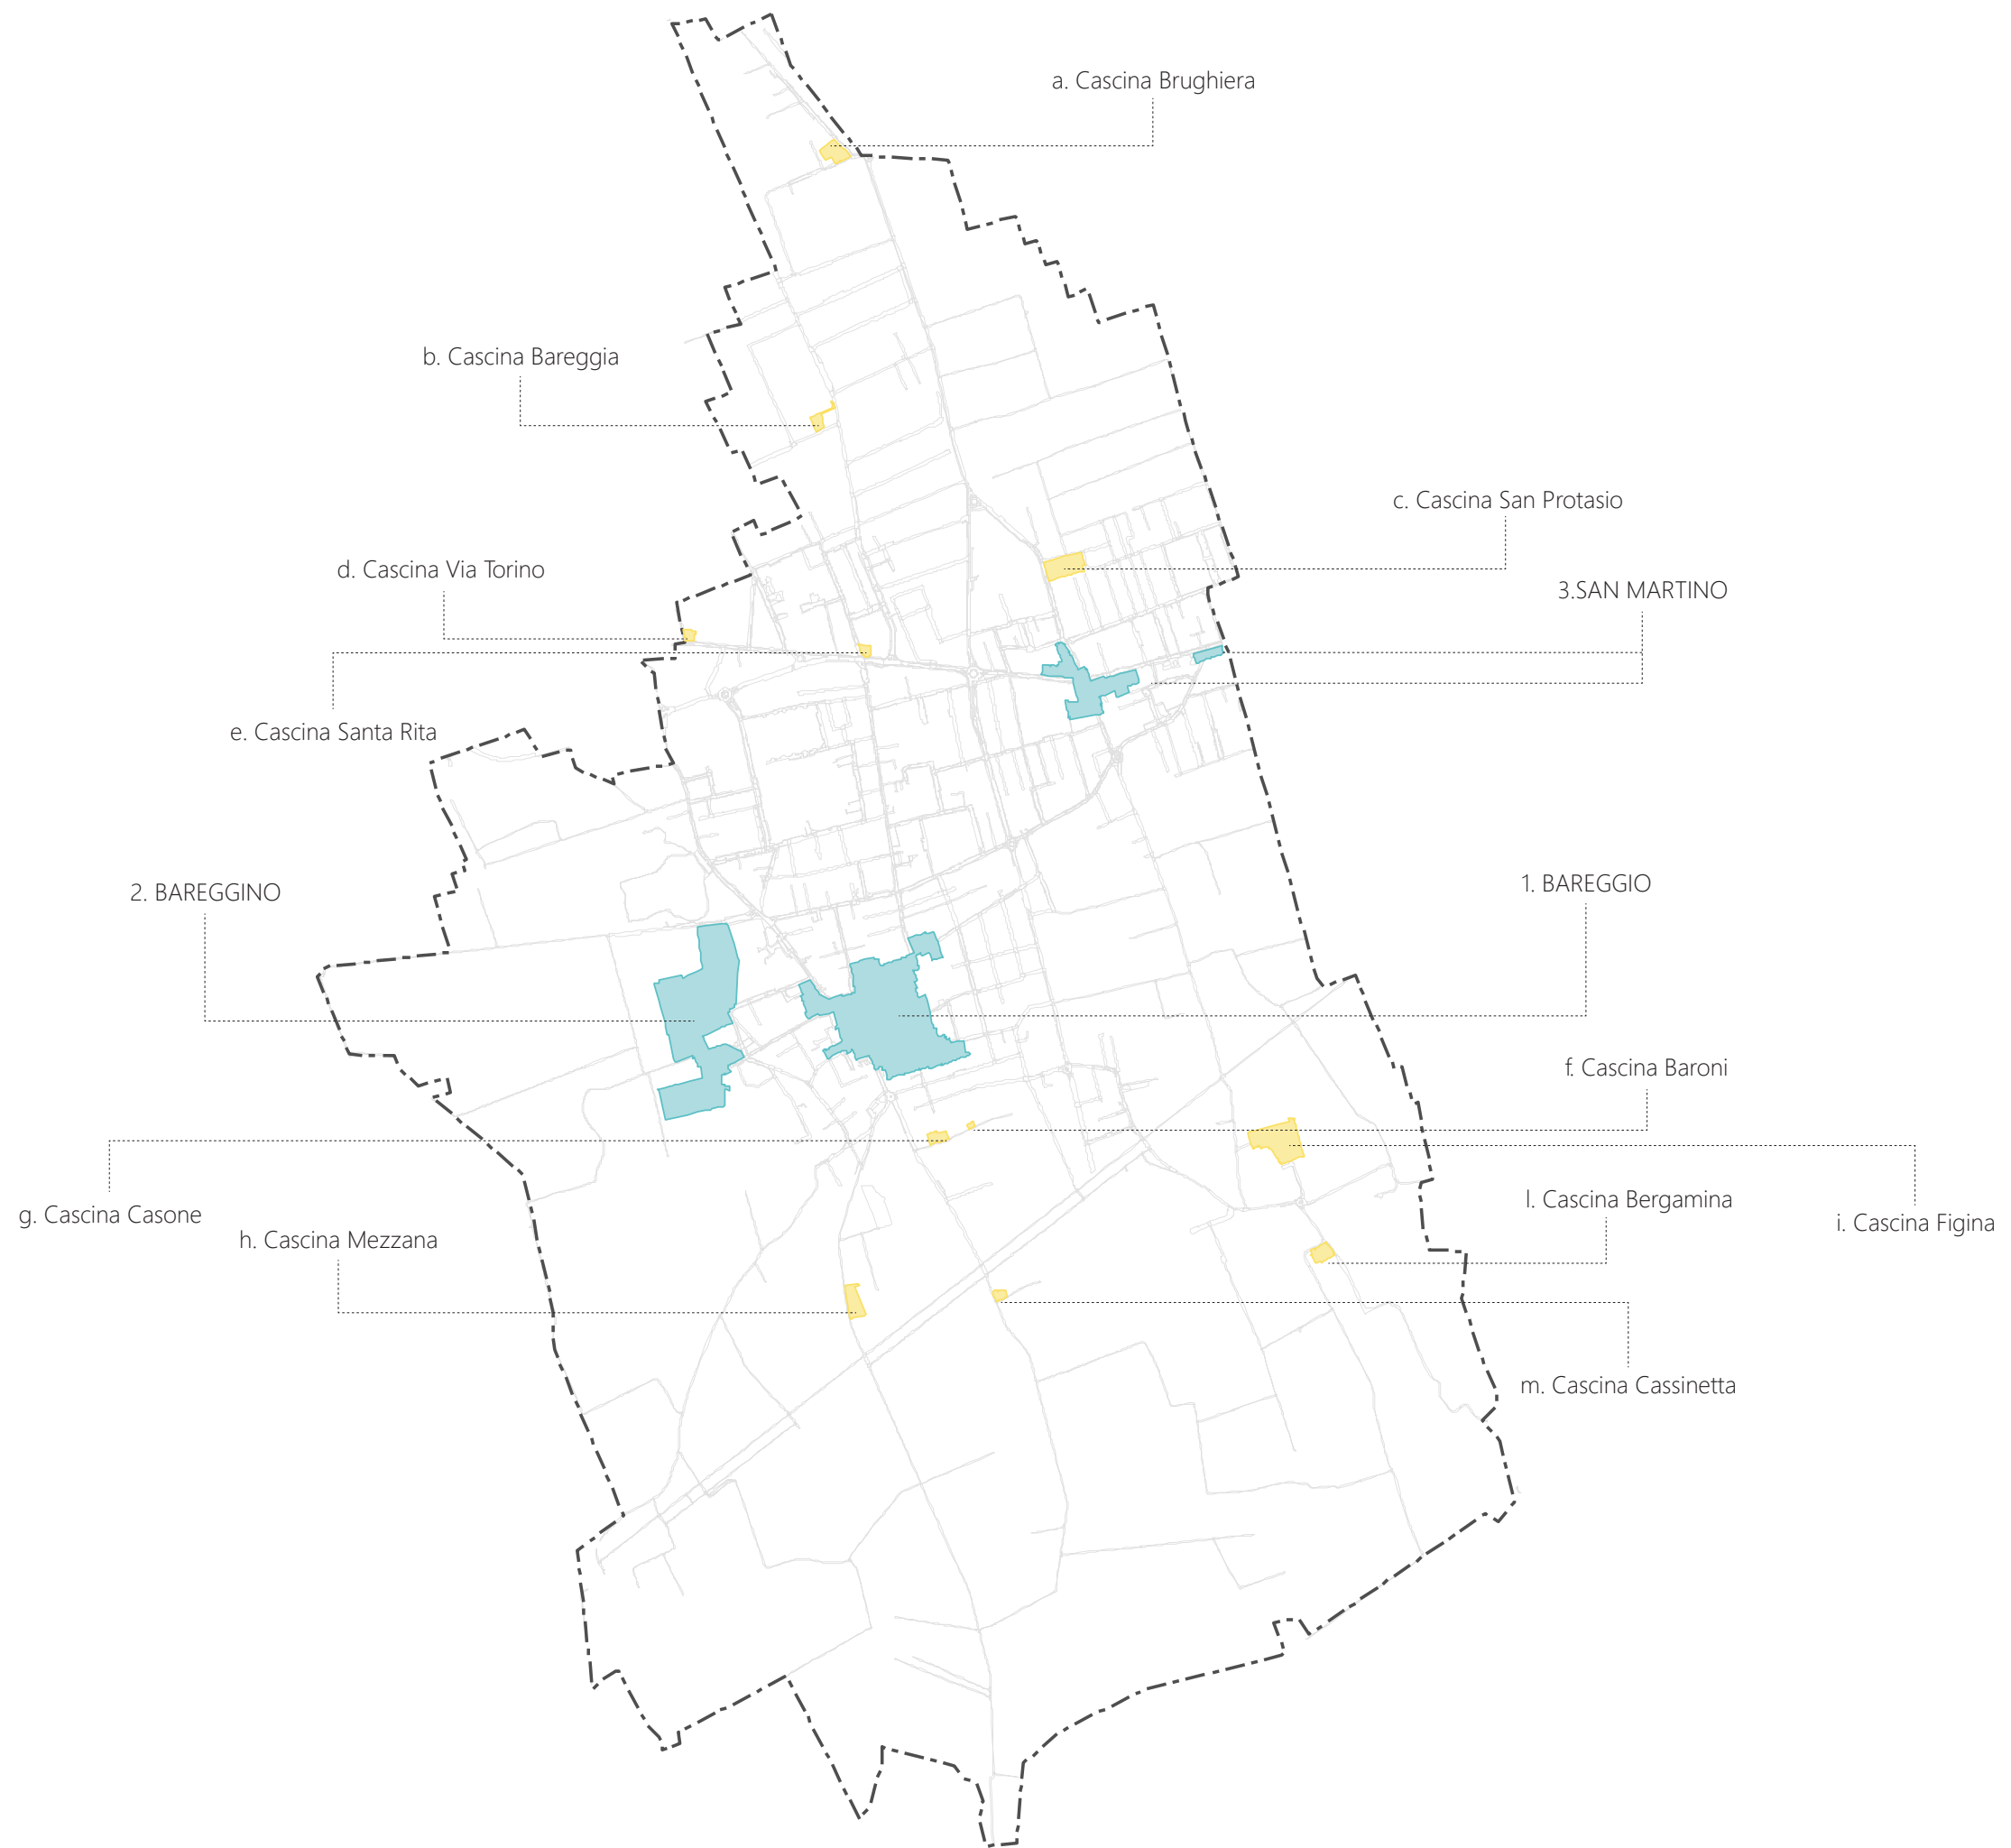 a. Cascina Brughiera
b. Cascina Bareggia
c. Cascina San Protasio
d. Cascina Via Torino
3.SAN MARTINO
e. Cascina Santa Rita
2. BAREGGINO
1. BAREGGIO
f. Cascina Baroni
l. Cascina Bergamina
g. Cascina Casone
i. Cascina Figina
h. Cascina Mezzana
m. Cascina Cassinetta